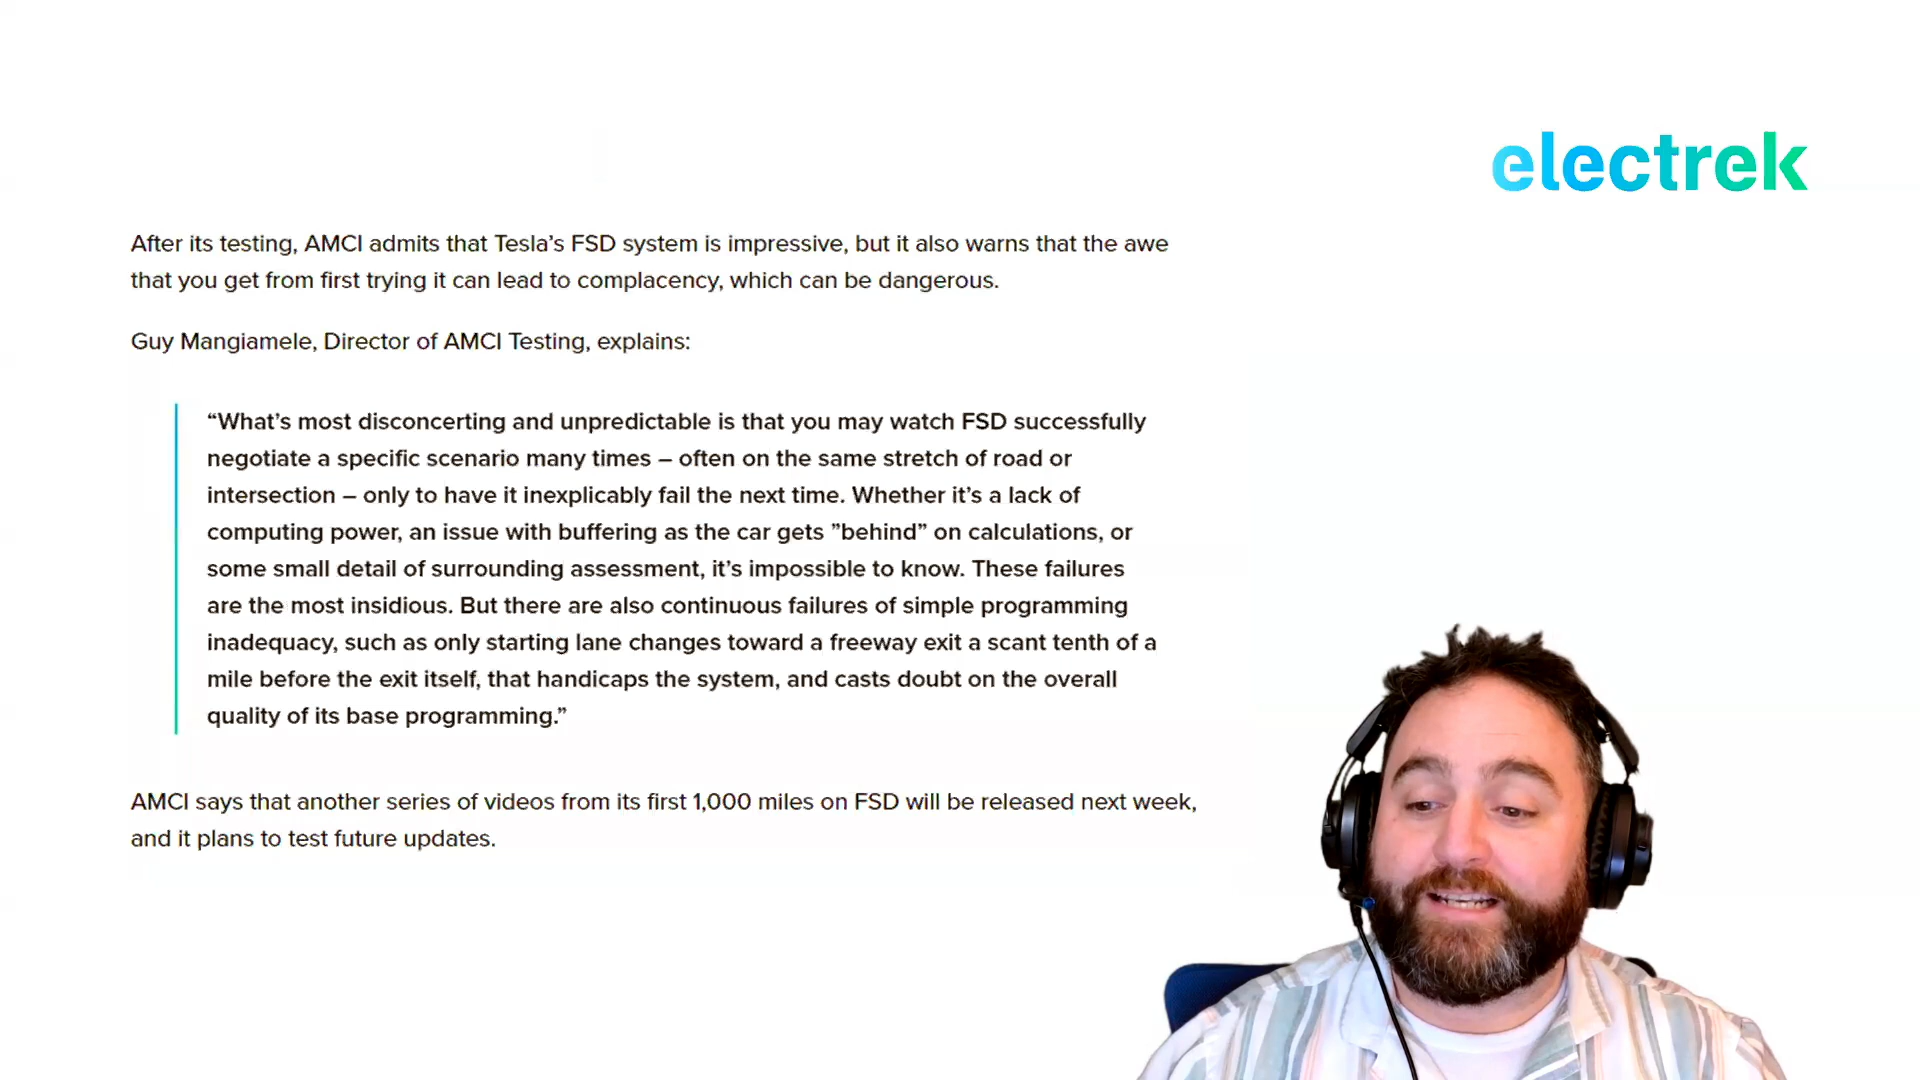 electrek
After its testing, AMCI admits that Tesla’s FSD system is impressive, but it also warns that the awe
that you get from first trying it can lead to complacency, which can be dangerous.
Guy Mangiamele, Director of AMCI Testing, explains:
“What’s most disconcerting and unpredictable is that you may watch FSD successfully
negotiate a specific scenario many times – often on the same stretch of road or
intersection – only to have it inexplicably fail the next time. Whether it’s a lack of
computing power, an issue with buffering as the car gets ”behind” on calculations, or
some small detail of surrounding assessment, it’s impossible to know. These failures
are the most insidious. But there are also continuous failures of simple programming
inadequacy, such as only starting lane changes toward a freeway exit a scant tenth of a
mile before the exit itself, that handicaps the system, and casts doubt on the overall
quality of its base programming.”
AMCI says that another series of videos from its first 1,000 miles on FSD will be released next week,
and it plans to test future updates.